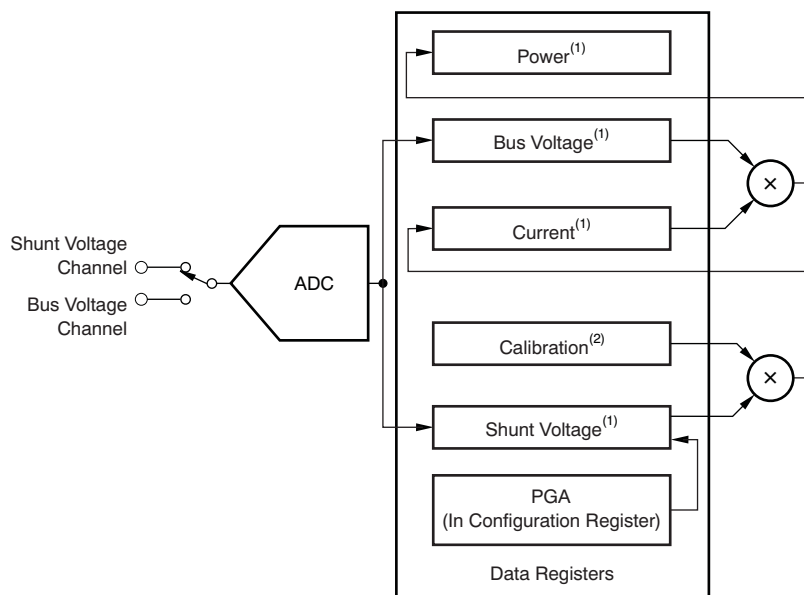 Power(1)
Bus Voltage(1)
×
Current(1)
Shunt Voltage
Channel
ADC
Bus Voltage
Channel
Calibration(2)
×
Shunt Voltage(1)
PGA
(In Configuration Register)
Data Registers